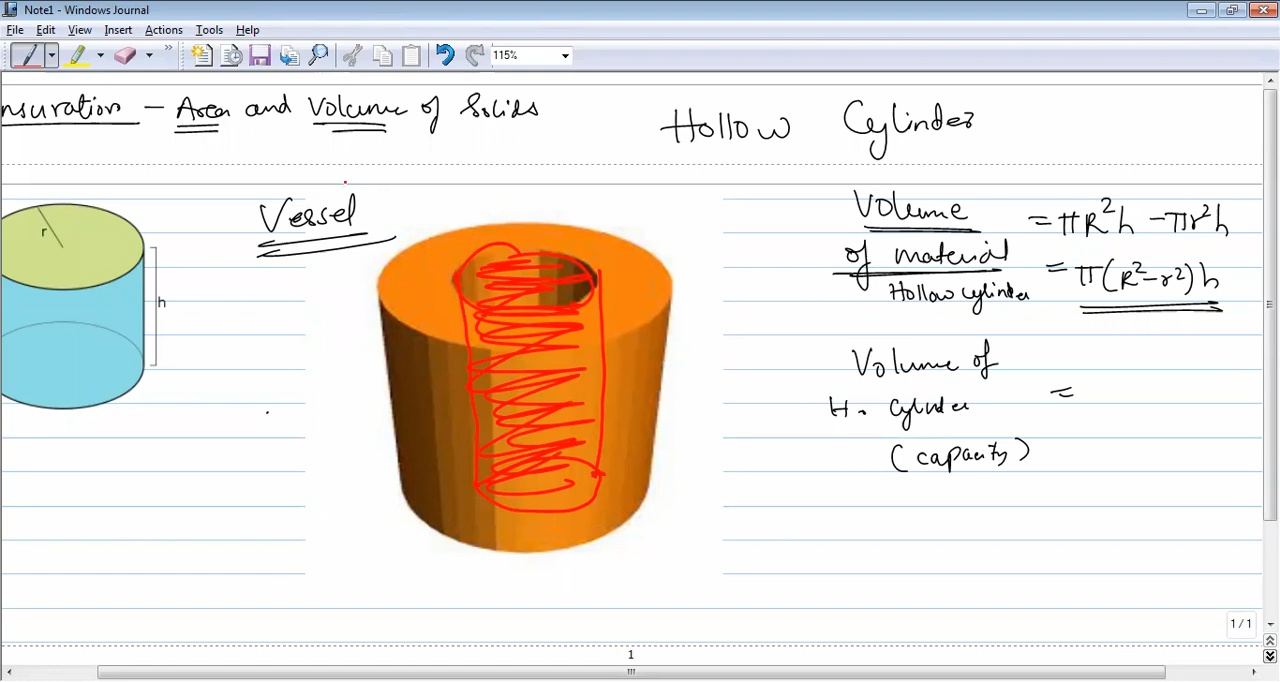 Note1 - Windows Journal
File Edit View Insert Actions Tools Help
115%
nsuration - Area and Volume of Solids
Hollow Cylinder
r
h
Vessel
Volume = πR²h - πr²h
of material = π(R²-r²)h
Hollow cylinder
Volume of
H. Cylinder =
(capacity)
1 / 1
1